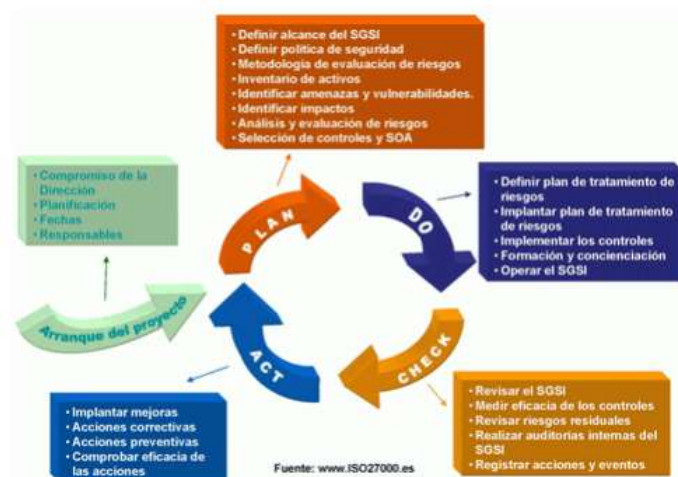 • Definir alcance del SGSI
• Definir política de seguridad
• Metodología de evaluación de riesgos
• Inventario de activos
• Identificar amenazas y vulnerabilidades.
• Identificar impactos
• Análisis y evaluación de riesgos
• Selección de controles y SOA
• Compromiso de la
Dirección
• Planificación
• Fechas
• Responsables
Arranque del proyecto
PLAN
DO
• Definir plan de tratamiento de
riesgos
• Implantar plan de tratamiento
de riesgos
• Implementar los controles
• Formación y concienciación
• Operar el SGSI
CHECK
• Revisar el SGSI
• Medir eficacia de los controles
• Revisar riesgos residuales
• Realizar auditorias internas del
SGSI
• Registrar acciones y eventos
ACT
• Implantar mejoras
• Acciones correctivas
• Acciones preventivas
• Comprobar eficacia de
las acciones
Fuente: www.ISO27000.es